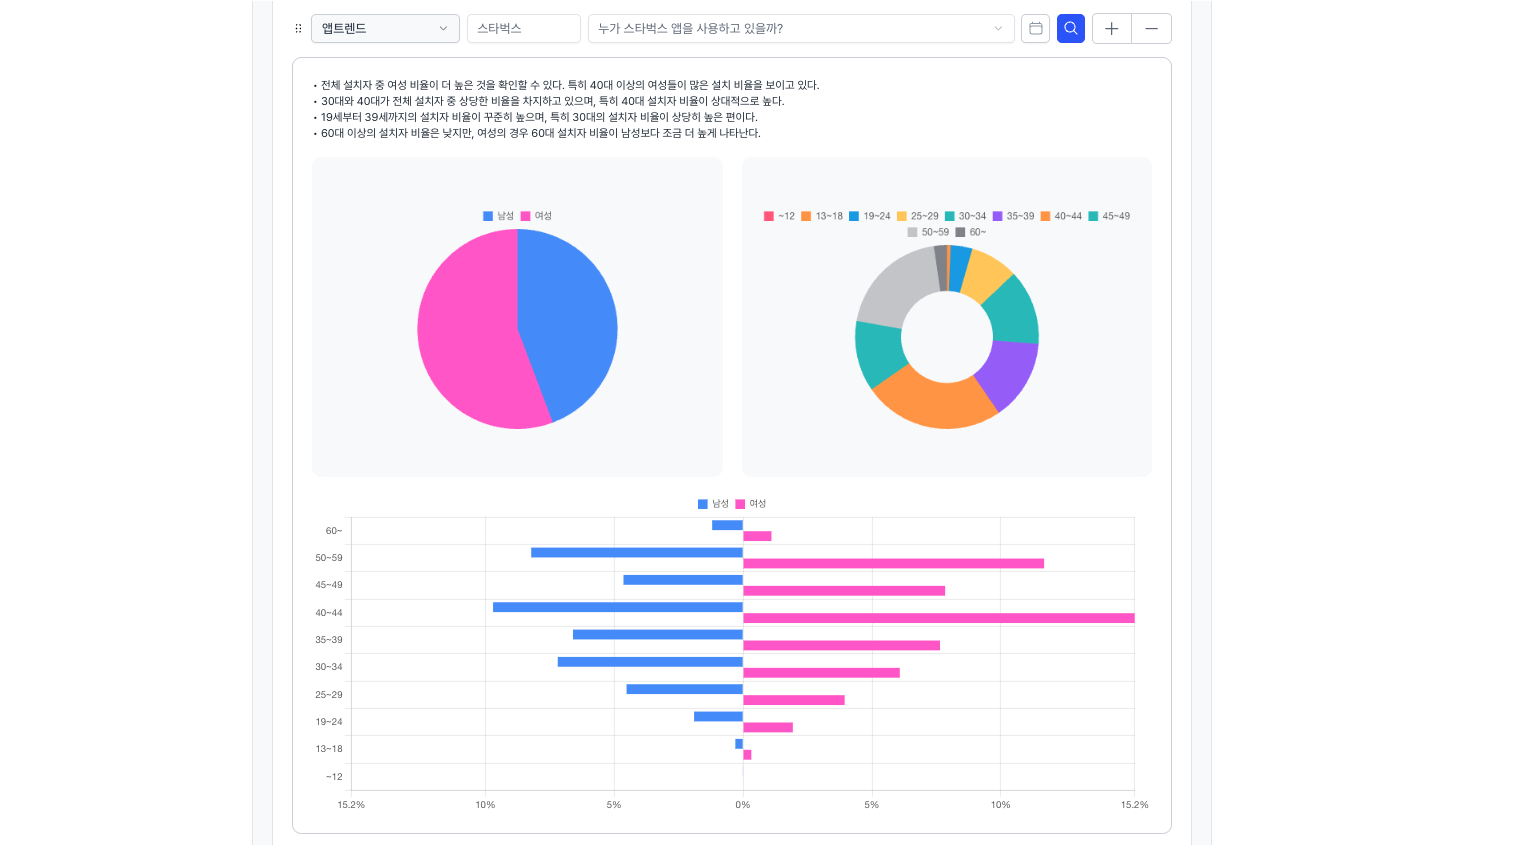 앱트렌드 스타벅스 누가 스타벅스 앱을 사용하고 있을까?
• 전체 설치자 중 여성 비율이 더 높은 것을 확인할 수 있다. 특히 40대 이상의 여성들이 많은 설치 비율을 보이고 있다.
• 30대와 40대가 전체 설치자 중 상당한 비율을 차지하고 있으며, 특히 40대 설치자 비율이 상대적으로 높다.
• 19세부터 39세까지의 설치자 비율이 꾸준히 높으며, 특히 30대의 설치자 비율이 상당히 높은 편이다.
• 60대 이상의 설치자 비율은 낮지만, 여성의 경우 60대 설치자 비율이 남성보다 조금 더 높게 나타난다.
남성 여성
~12 13~18 19~24 25~29 30~34 35~39 40~44 45~49
50~59 60~
남성 여성
60~
50~59
45~49
40~44
35~39
30~34
25~29
19~24
13~18
~12
15.2% 10% 5% 0% 5% 10% 15.2%